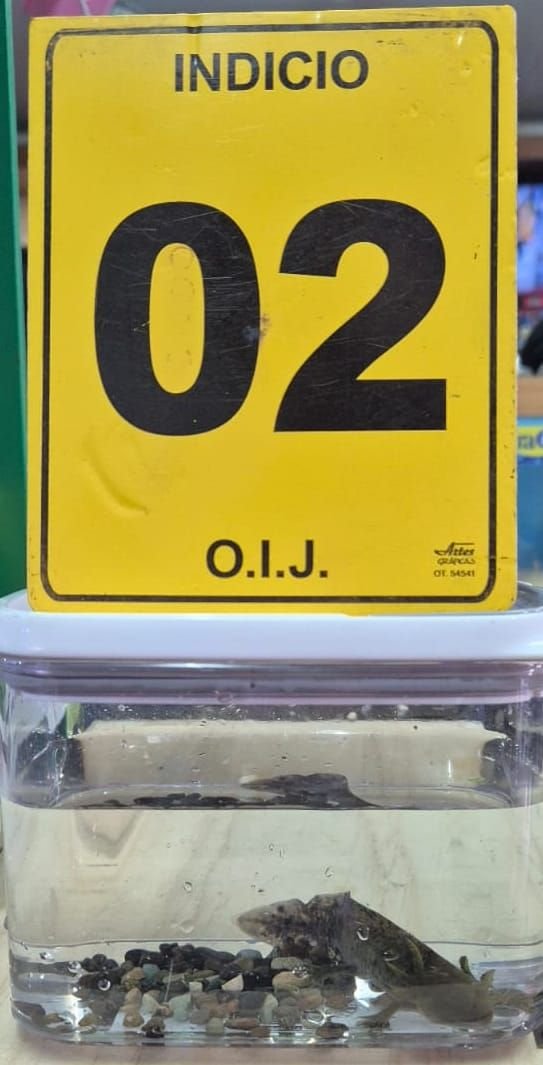 INDICIO
02
O.I.J.
Artes
GRÁFICAS
OT. 54541